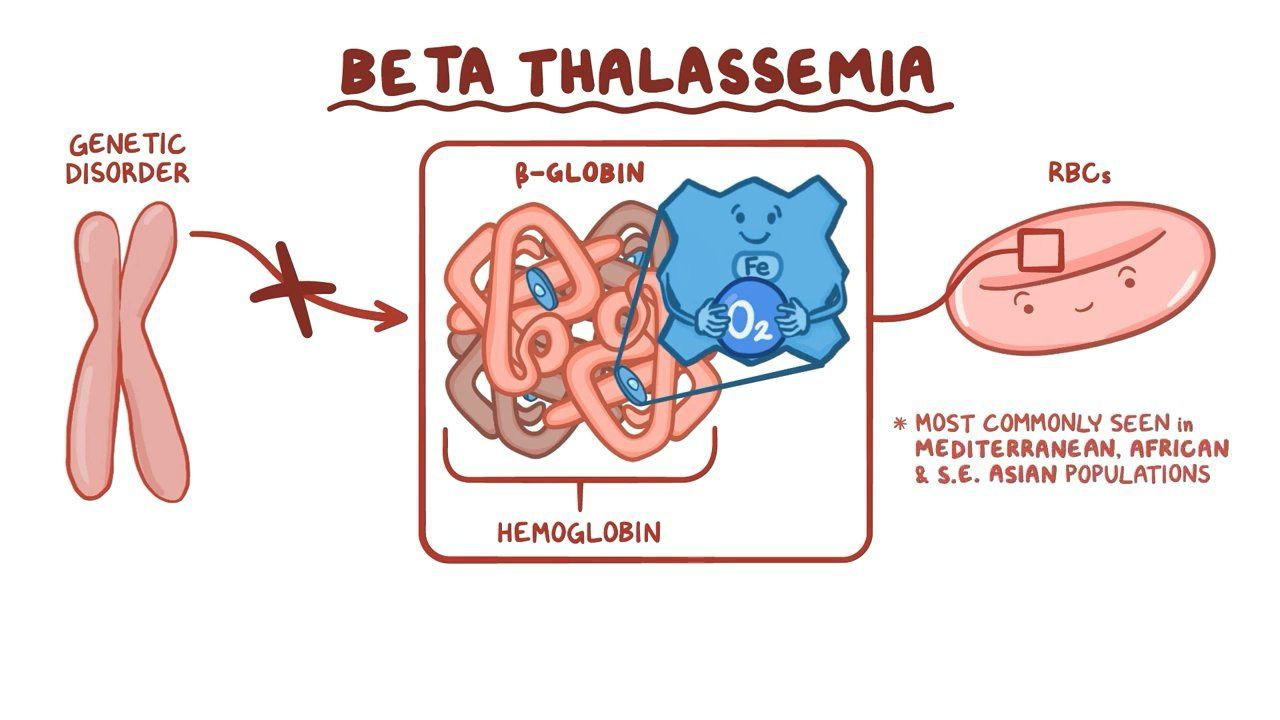 BETA THALASSEMIA
GENETIC
DISORDER
β-GLOBIN
Fe
O₂
HEMOGLOBIN
RBCs
* MOST COMMONLY SEEN in
MEDITERRANEAN, AFRICAN
& S.E. ASIAN POPULATIONS